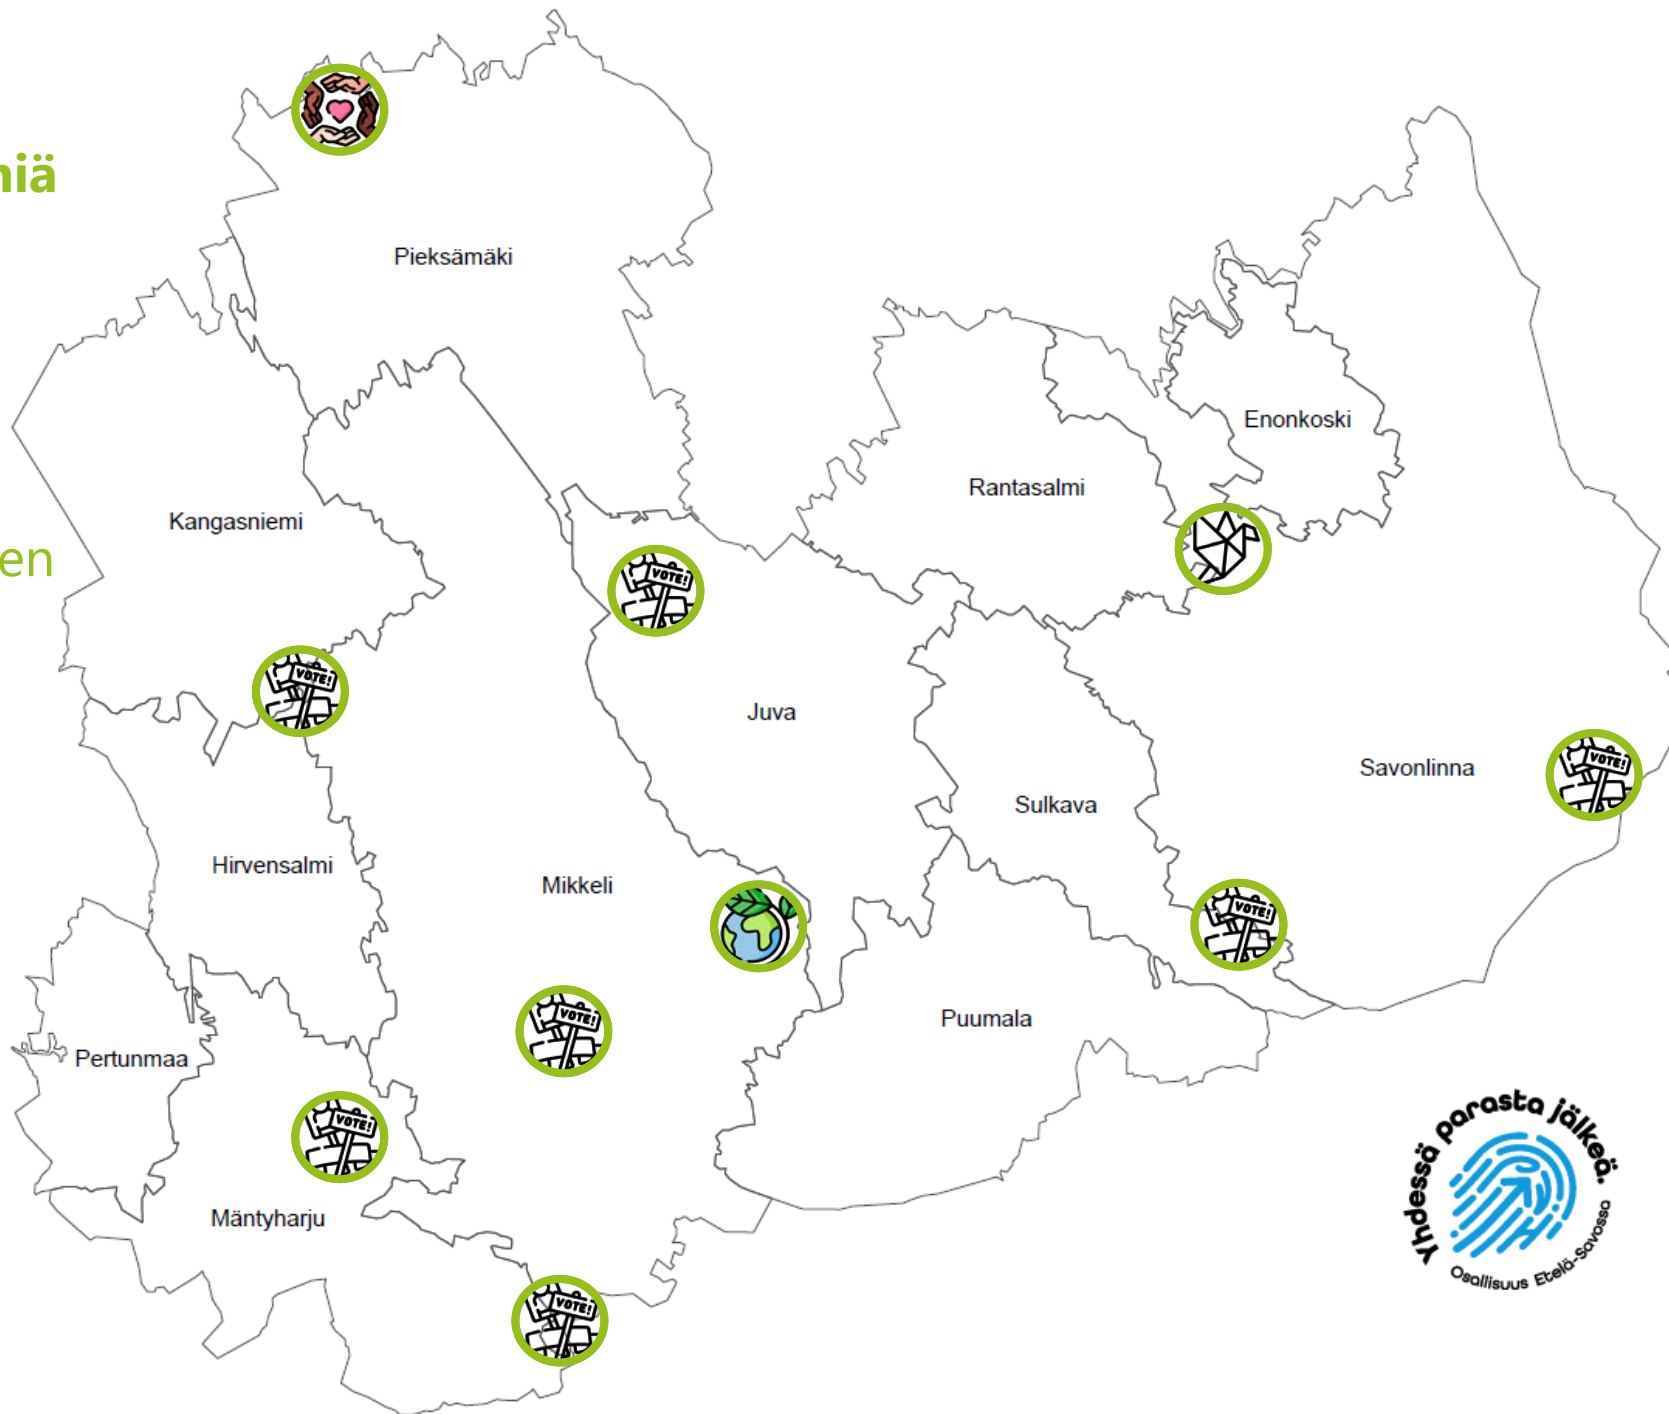 niä
en
Pieksämäki
Enonkoski
Rantasalmi
Kangasniemi
VOTE!
VOTE!
Juva
Savonlinna
VOTE!
Sulkava
Hirvensalmi
Mikkeli
VOTE!
VOTE!
Puumala
Pertunmaa
VOTE!
Mäntyharju
VOTE!
Yhdessä parasta jälkeä.
Osallisuus Etelä-Savossa